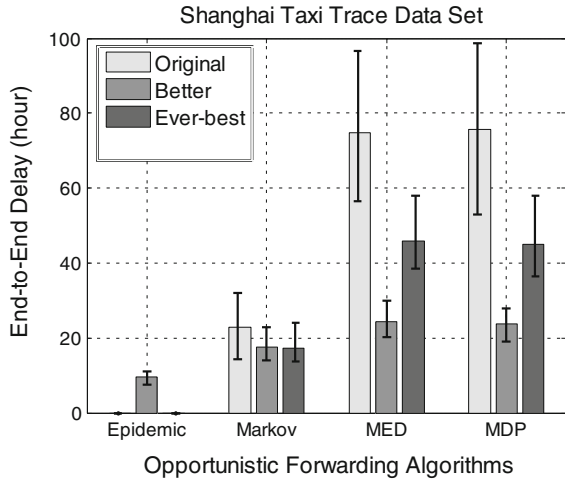 Shanghai Taxi Trace Data Set
End-to-End Delay (hour)
100
80
60
40
20
0
Original
Better
Ever-best
Epidemic Markov MED MDP
Opportunistic Forwarding Algorithms